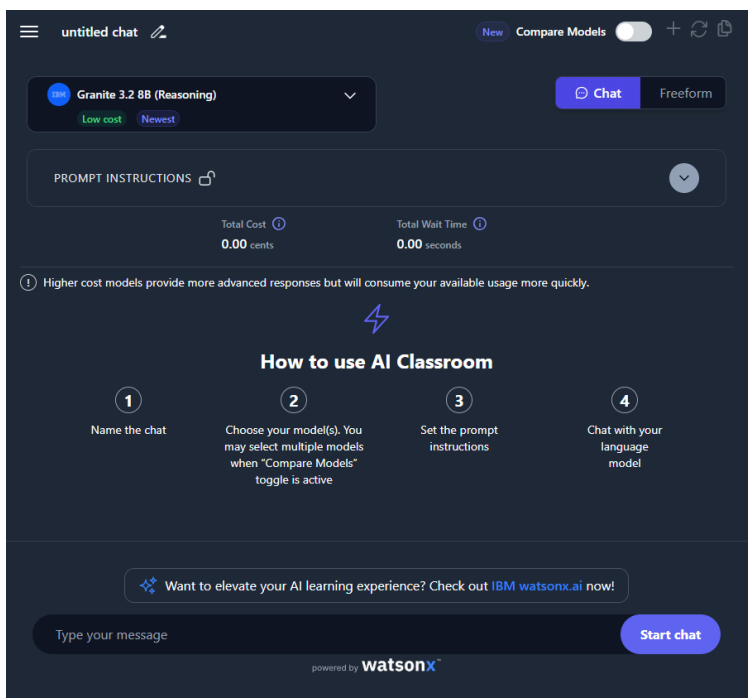 untitled chat
New Compare Models
IBM Granite 3.2 8B (Reasoning)
Low cost Newest
Chat Freeform
PROMPT INSTRUCTIONS
Total Cost Total Wait Time
0.00 cents 0.00 seconds
Higher cost models provide more advanced responses but will consume your available usage more quickly.
How to use AI Classroom
1
Name the chat
2
Choose your model(s). You
may select multiple models
when “Compare Models”
toggle is active
3
Set the prompt
instructions
4
Chat with your
language
model
Want to elevate your AI learning experience? Check out IBM watsonx.ai now!
Type your message Start chat
powered by watsonx™